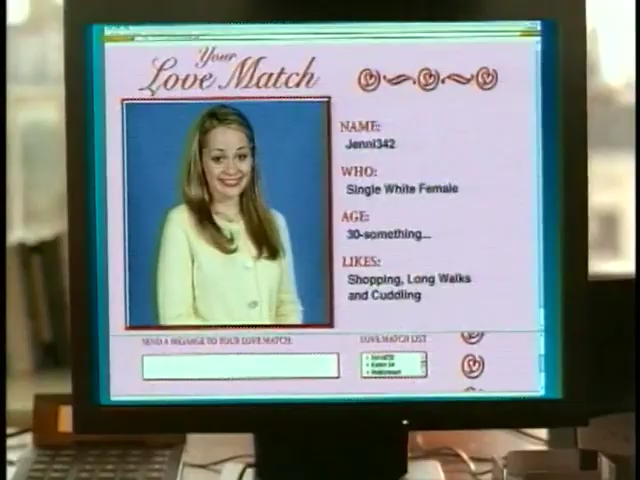 Your
Love Match
NAME:
Jenni342
WHO:
Single White Female
AGE:
30-something...
LIKES:
Shopping, Long Walks
and Cuddling
SEND A MESSAGE TO YOUR LOVE MATCH:
LOVE MATCH LIST